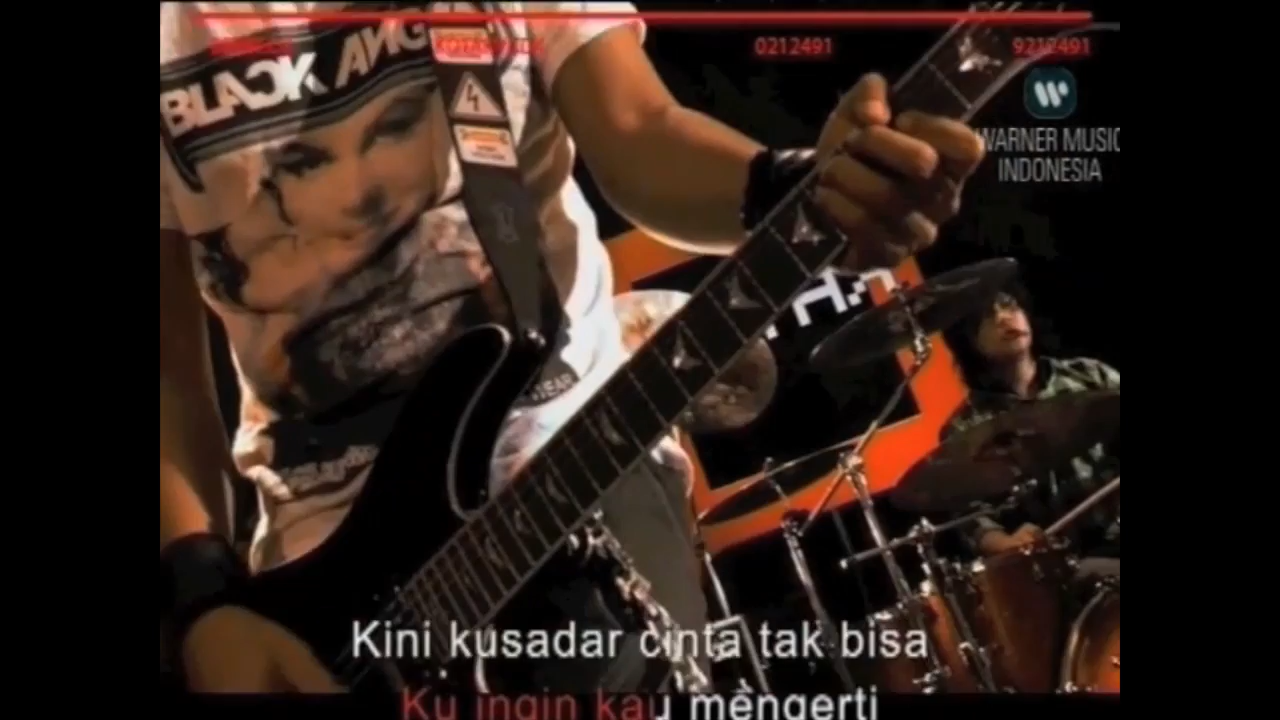 0212491
9212491
BLACK ANG
WARNER MUSIC
INDONESIA
Kini kusadar cinta tak bisa
Ku ingin kau mengerti